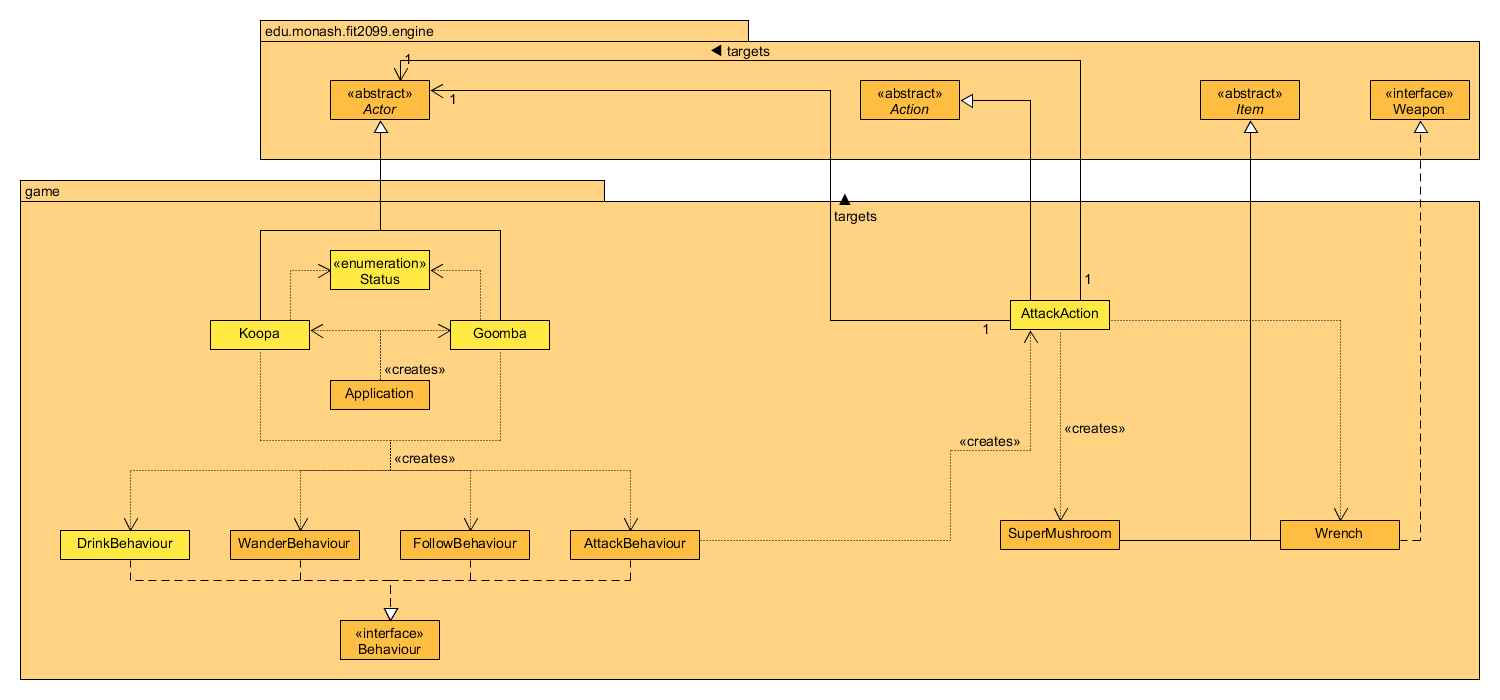 edu.monash.fit2099.engine
targets
1
«abstract»
Actor
1
«abstract»
Action
«abstract»
Item
«interface»
Weapon
game
targets
«enumeration»
Status
1
Koopa
Goomba
AttackAction
1
«creates»
Application
«creates»
«creates»
«creates»
DrinkBehaviour
WanderBehaviour
FollowBehaviour
AttackBehaviour
SuperMushroom
Wrench
«interface»
Behaviour